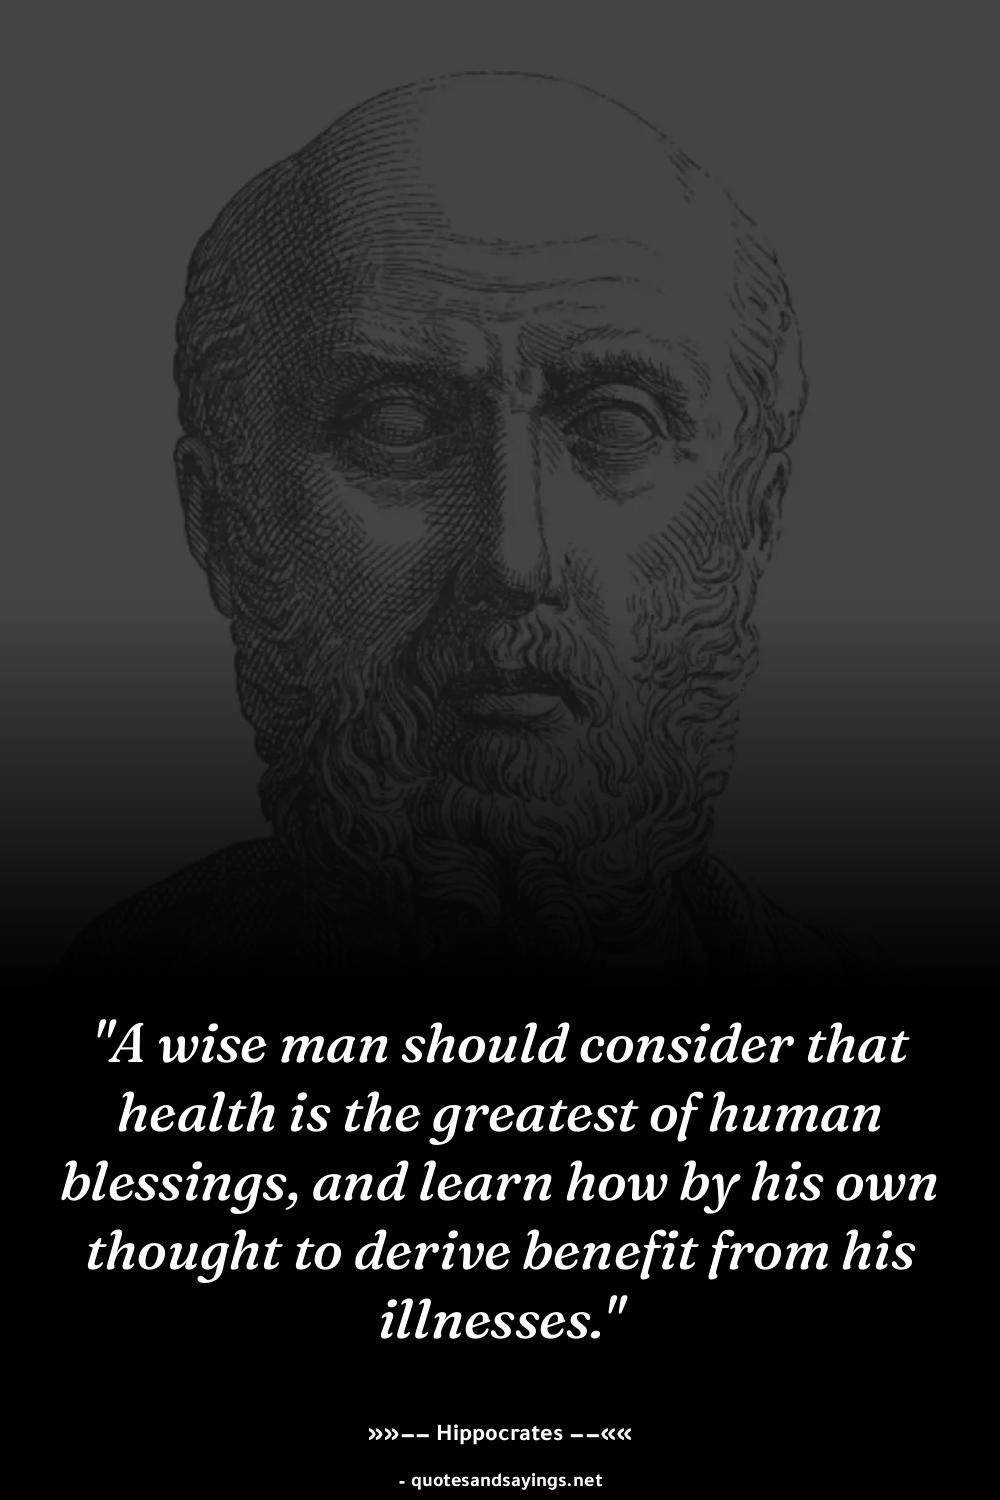 "A wise man should consider that
health is the greatest of human
blessings, and learn how by his own
thought to derive benefit from his
illnesses."
»»–– Hippocrates ––««
- quotesandsayings.net